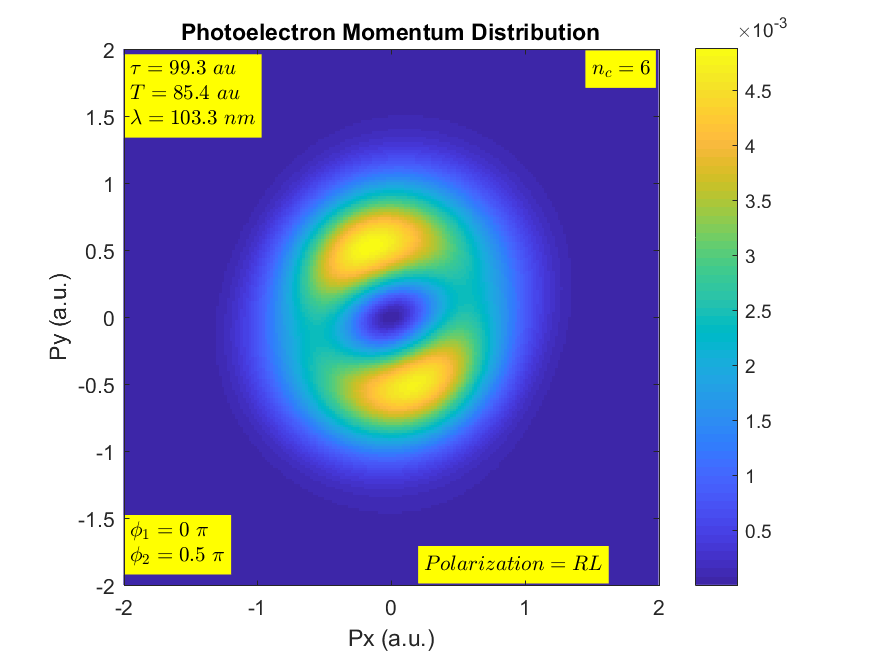 Photoelectron Momentum Distribution
×10⁻³
τ = 99.3 au
T = 85.4 au
λ = 103.3 nm
n_c = 6
2
1.5
1
0.5
0
-0.5
-1
-1.5
-2
Py (a.u.)
4.5
4
3.5
3
2.5
2
1.5
1
0.5
ϕ₁ = 0 π
ϕ₂ = 0.5 π
Polarization = RL
-2
-1
0
1
2
Px (a.u.)